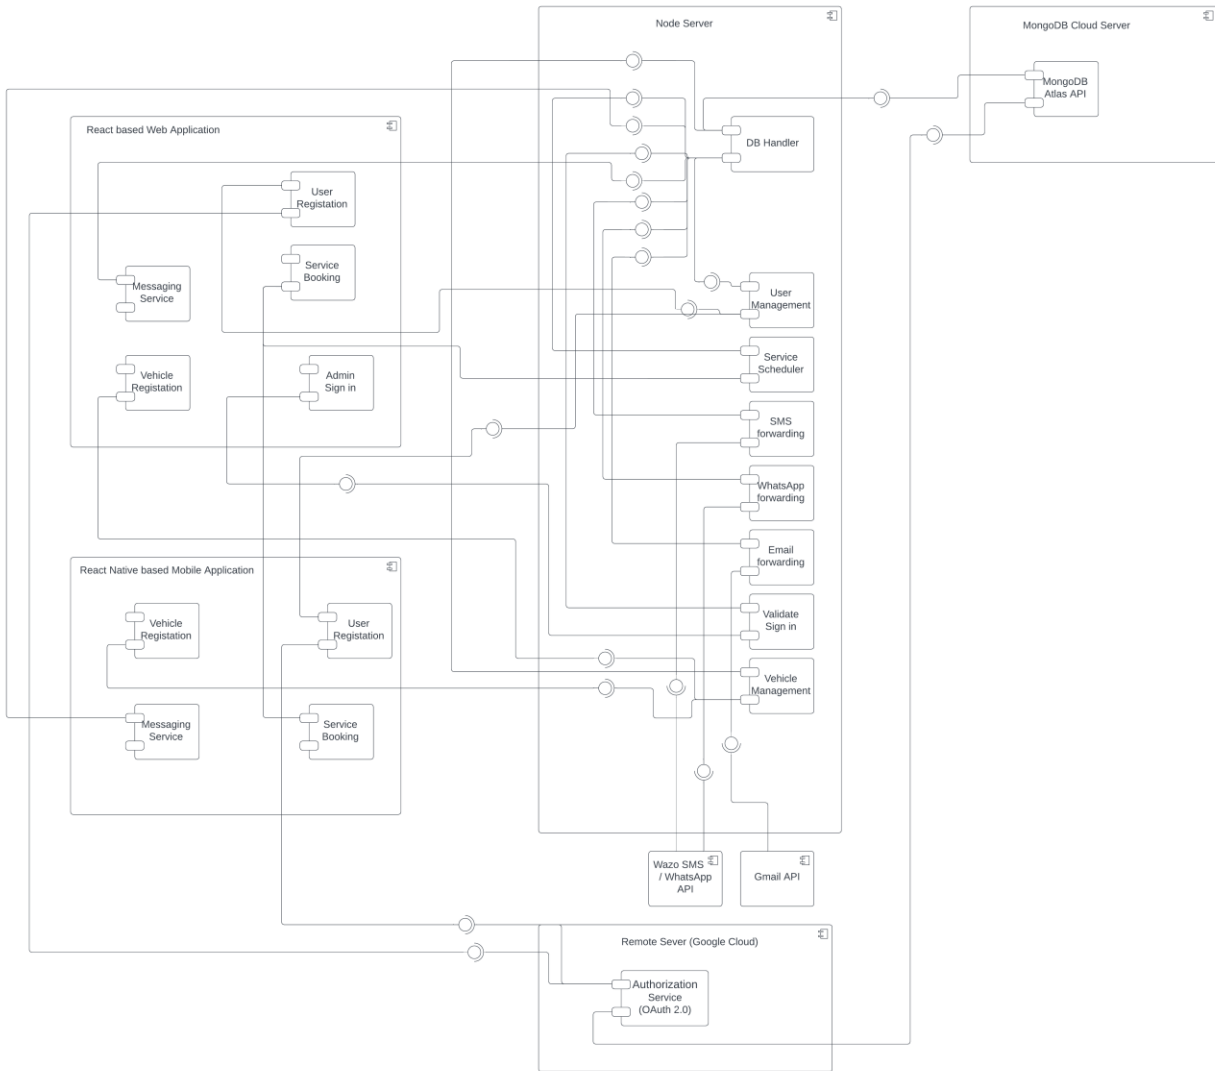 Node Server
MongoDB Cloud Server
MongoDB
Atlas API
DB Handler
React based Web Application
User
Registation
Service
Booking
Messaging
Service
Vehicle
Registation
Admin
Sign in
User
Management
Service
Scheduler
SMS
forwarding
WhatsApp
forwarding
Email
forwarding
Validate
Sign in
Vehicle
Management
React Native based Mobile Application
Vehicle
Registation
User
Registation
Messaging
Service
Service
Booking
Wazo SMS
/ WhatsApp
API
Gmail API
Remote Sever (Google Cloud)
Authorization
Service
(OAuth 2.0)